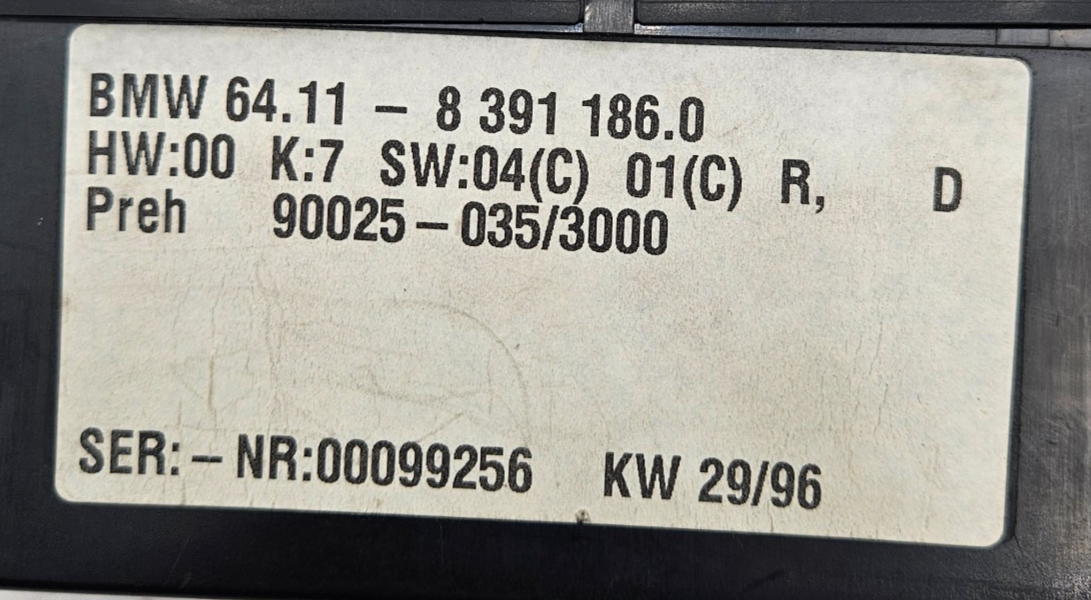 BMW 64.11 - 8 391 186.0
HW:00 K:7 SW:04(C) 01(C) R, D
Preh 90025-035/3000
SER:-NR:00099256 KW 29/96